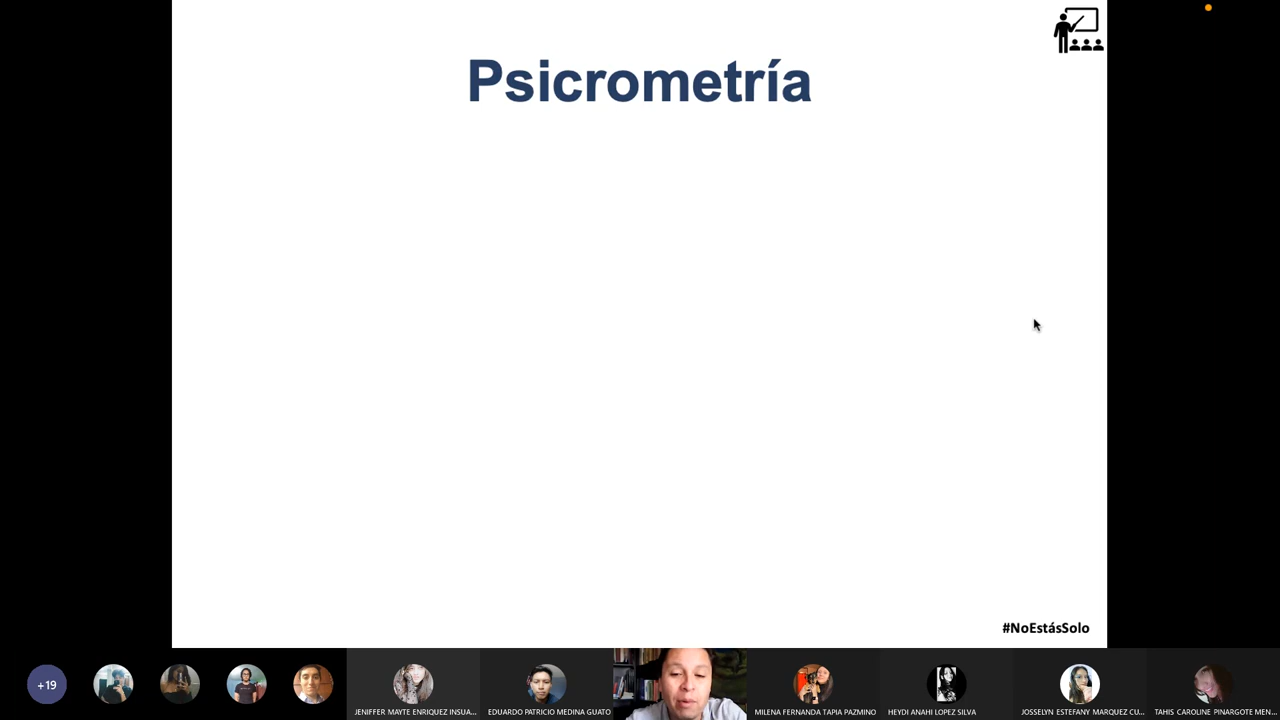 Psicrometría
#NoEstásSolo
+19
JENIFFER MAYTE ENRIQUEZ INSUA...
EDUARDO PATRICIO MEDINA GUATO
MILENA FERNANDA TAPIA PAZMINO
HEYDI ANAHI LOPEZ SILVA
JOSSELYN ESTEFANY MARQUEZ CU...
TAHIS CAROLINE PINARGOTE MEN...